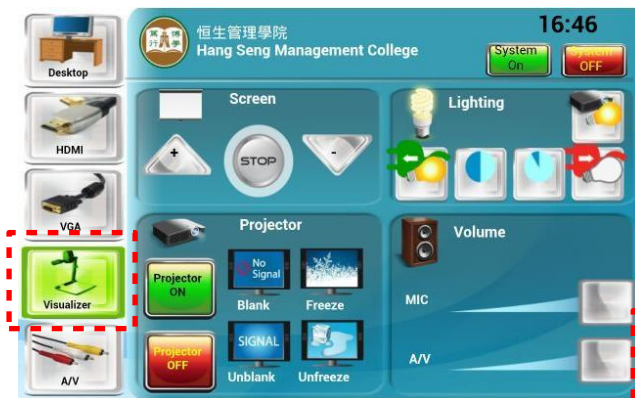 恒生管理學院
Hang Seng Management College
16:46
System
On
System
OFF
Desktop
HDMI
VGA
Visualizer
A/V
Screen
+
STOP
-
Lighting
Projector
Projector
ON
No
Signal
Blank
Freeze
Projector
OFF
SIGNAL
Unblank
Unfreeze
Volume
MIC
A/V